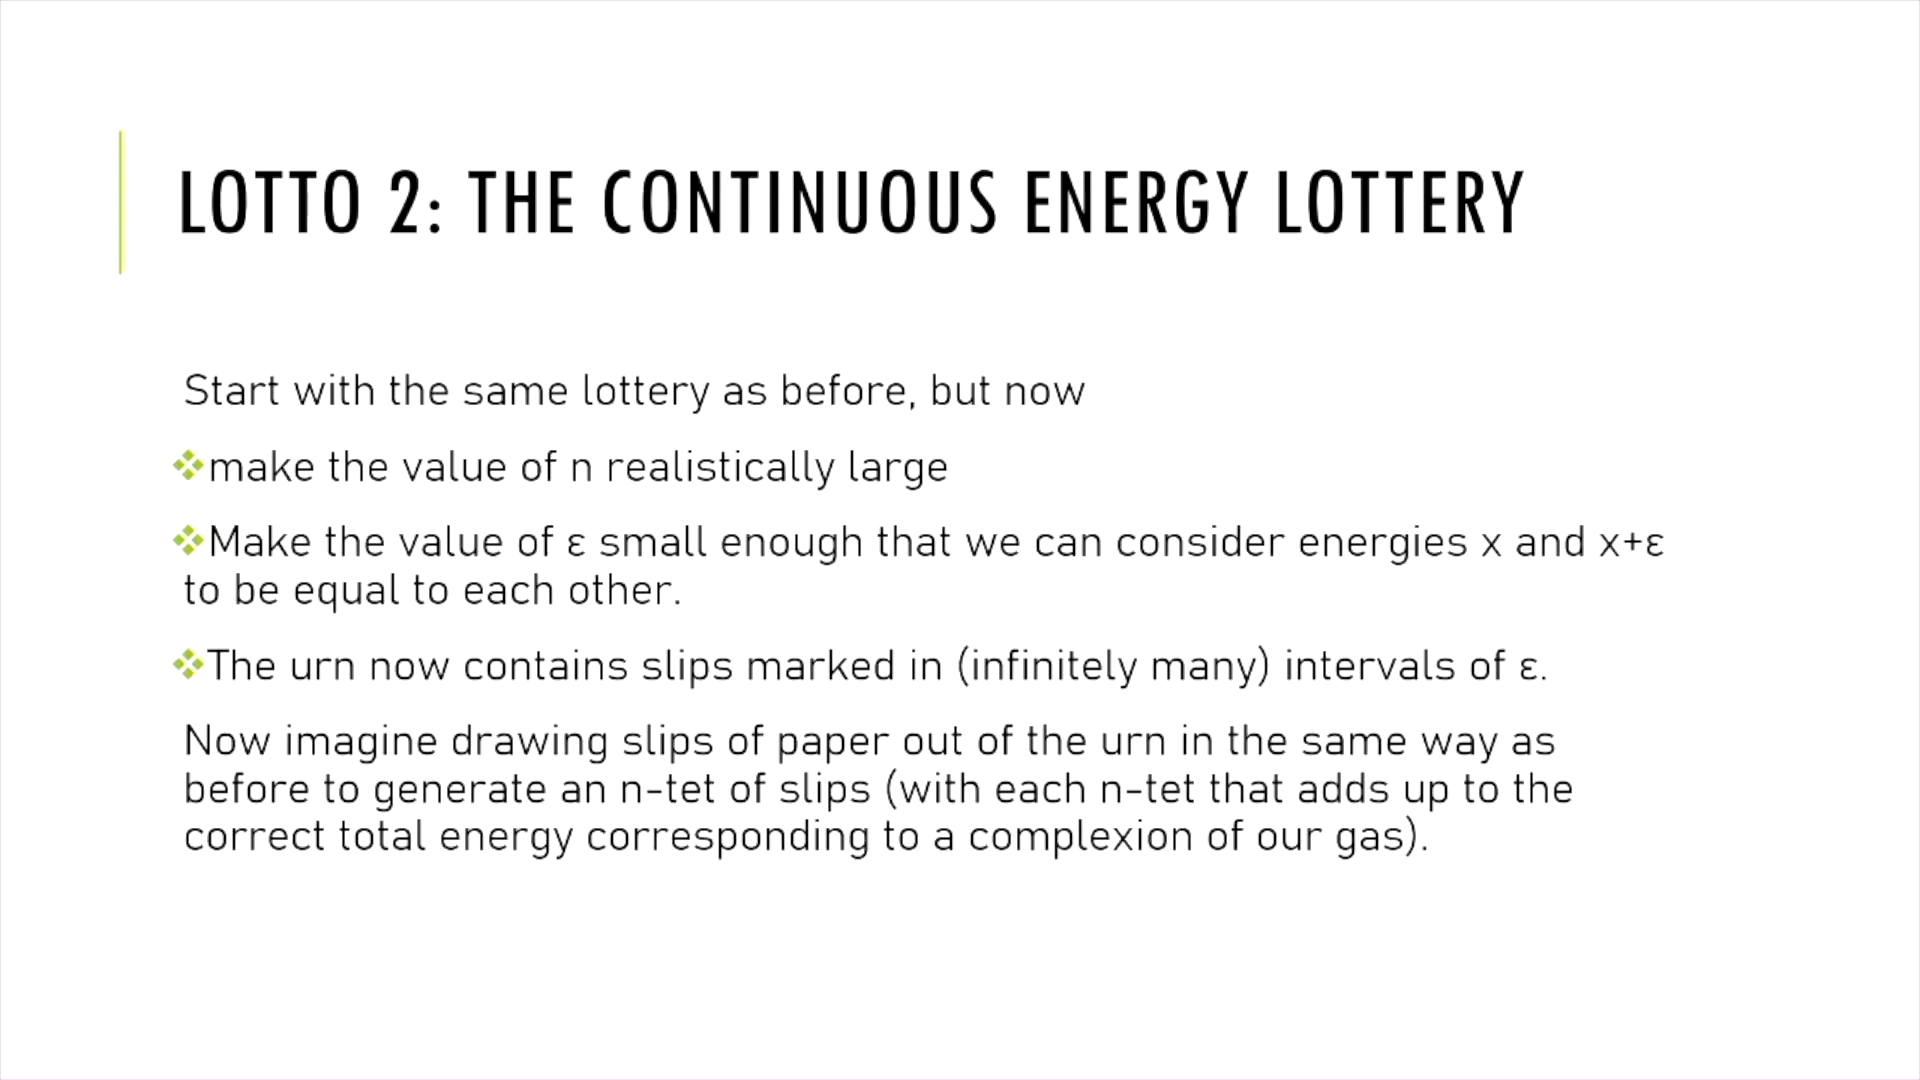 LOTTO 2: THE CONTINUOUS ENERGY LOTTERY
Start with the same lottery as before, but now
❖make the value of n realistically large
❖Make the value of ε small enough that we can consider energies x and x+ε
to be equal to each other.
❖The urn now contains slips marked in (infinitely many) intervals of ε.
Now imagine drawing slips of paper out of the urn in the same way as
before to generate an n-tet of slips (with each n-tet that adds up to the
correct total energy corresponding to a complexion of our gas).